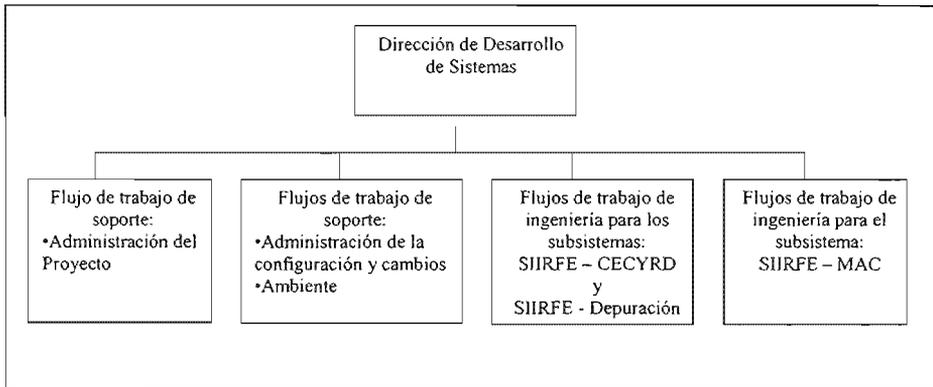 Dirección de Desarrollo
de Sistemas
Flujo de trabajo de
soporte:
•Administración del
Proyecto
Flujos de trabajo de
soporte:
•Administración de la
configuración y cambios
•Ambiente
Flujos de trabajo de
ingeniería para los
subsistemas:
SIIRFE – CECYRD
y
SIIRFE - Depuración
Flujos de trabajo de
ingeniería para el
subsistema:
SIIRFE – MAC